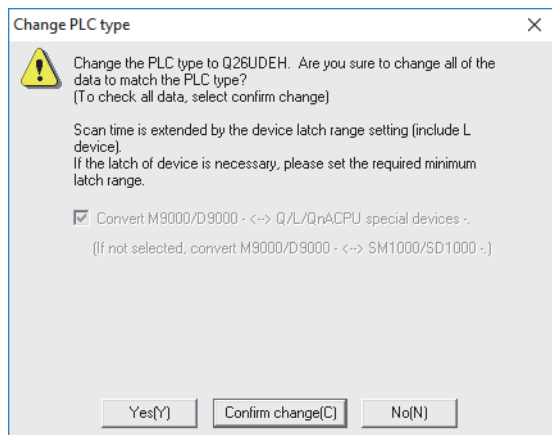 Change PLC type
Change the PLC type to Q26UDEH. Are you sure to change all of the
data to match the PLC type?
(To check all data, select confirm change)
Scan time is extended by the device latch range setting (include L
device).
If the latch of device is necessary, please set the required minimum
latch range.
Convert M9000/D9000 - <--> Q/L/QnACPU special devices -.
(If not selected, convert M9000/D9000 - <--> SM1000/SD1000 -.)
Yes(Y) Confirm change(C) No(N)